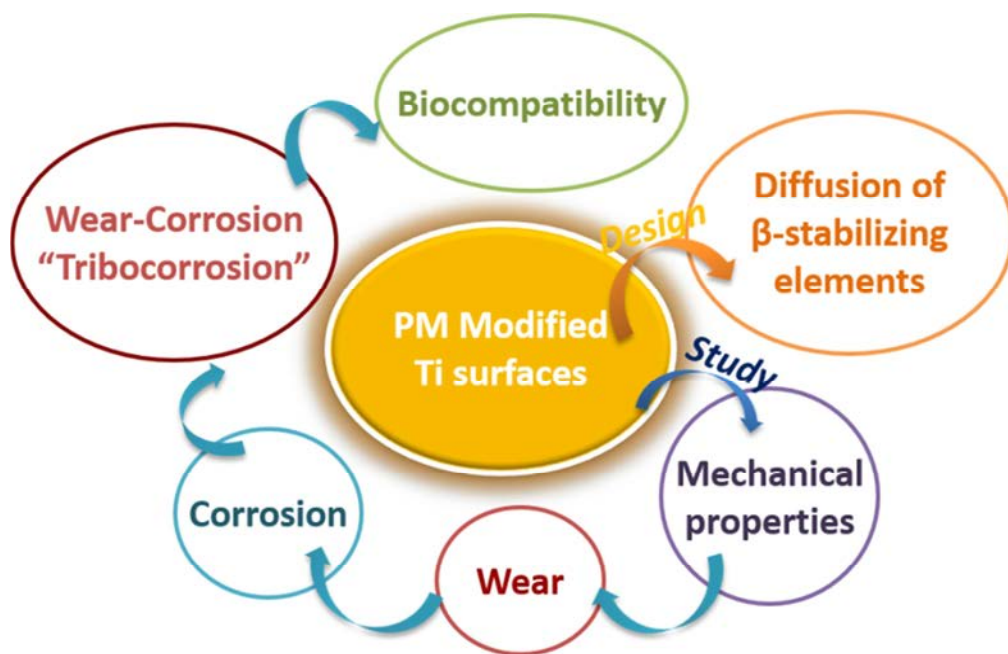 Biocompatibility
Wear-Corrosion
“Tribocorrosion”
Design
Diffusion of
β-stabilizing
elements
PM Modified
Ti surfaces
Study
Mechanical
properties
Corrosion
Wear